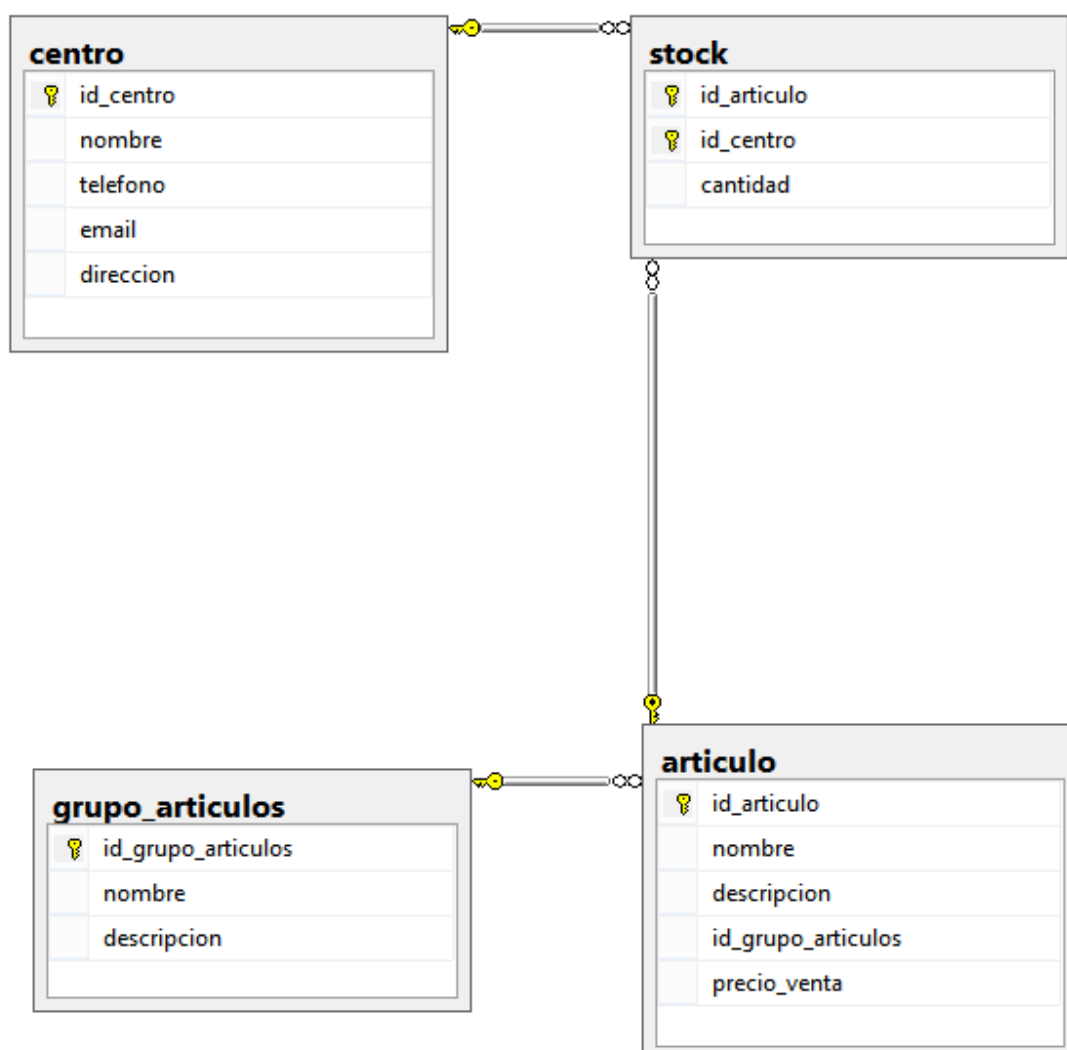 centro
id_centro
nombre
telefono
email
direccion
stock
id_articulo
id_centro
cantidad
grupo_articulos
id_grupo_articulos
nombre
descripcion
articulo
id_articulo
nombre
descripcion
id_grupo_articulos
precio_venta